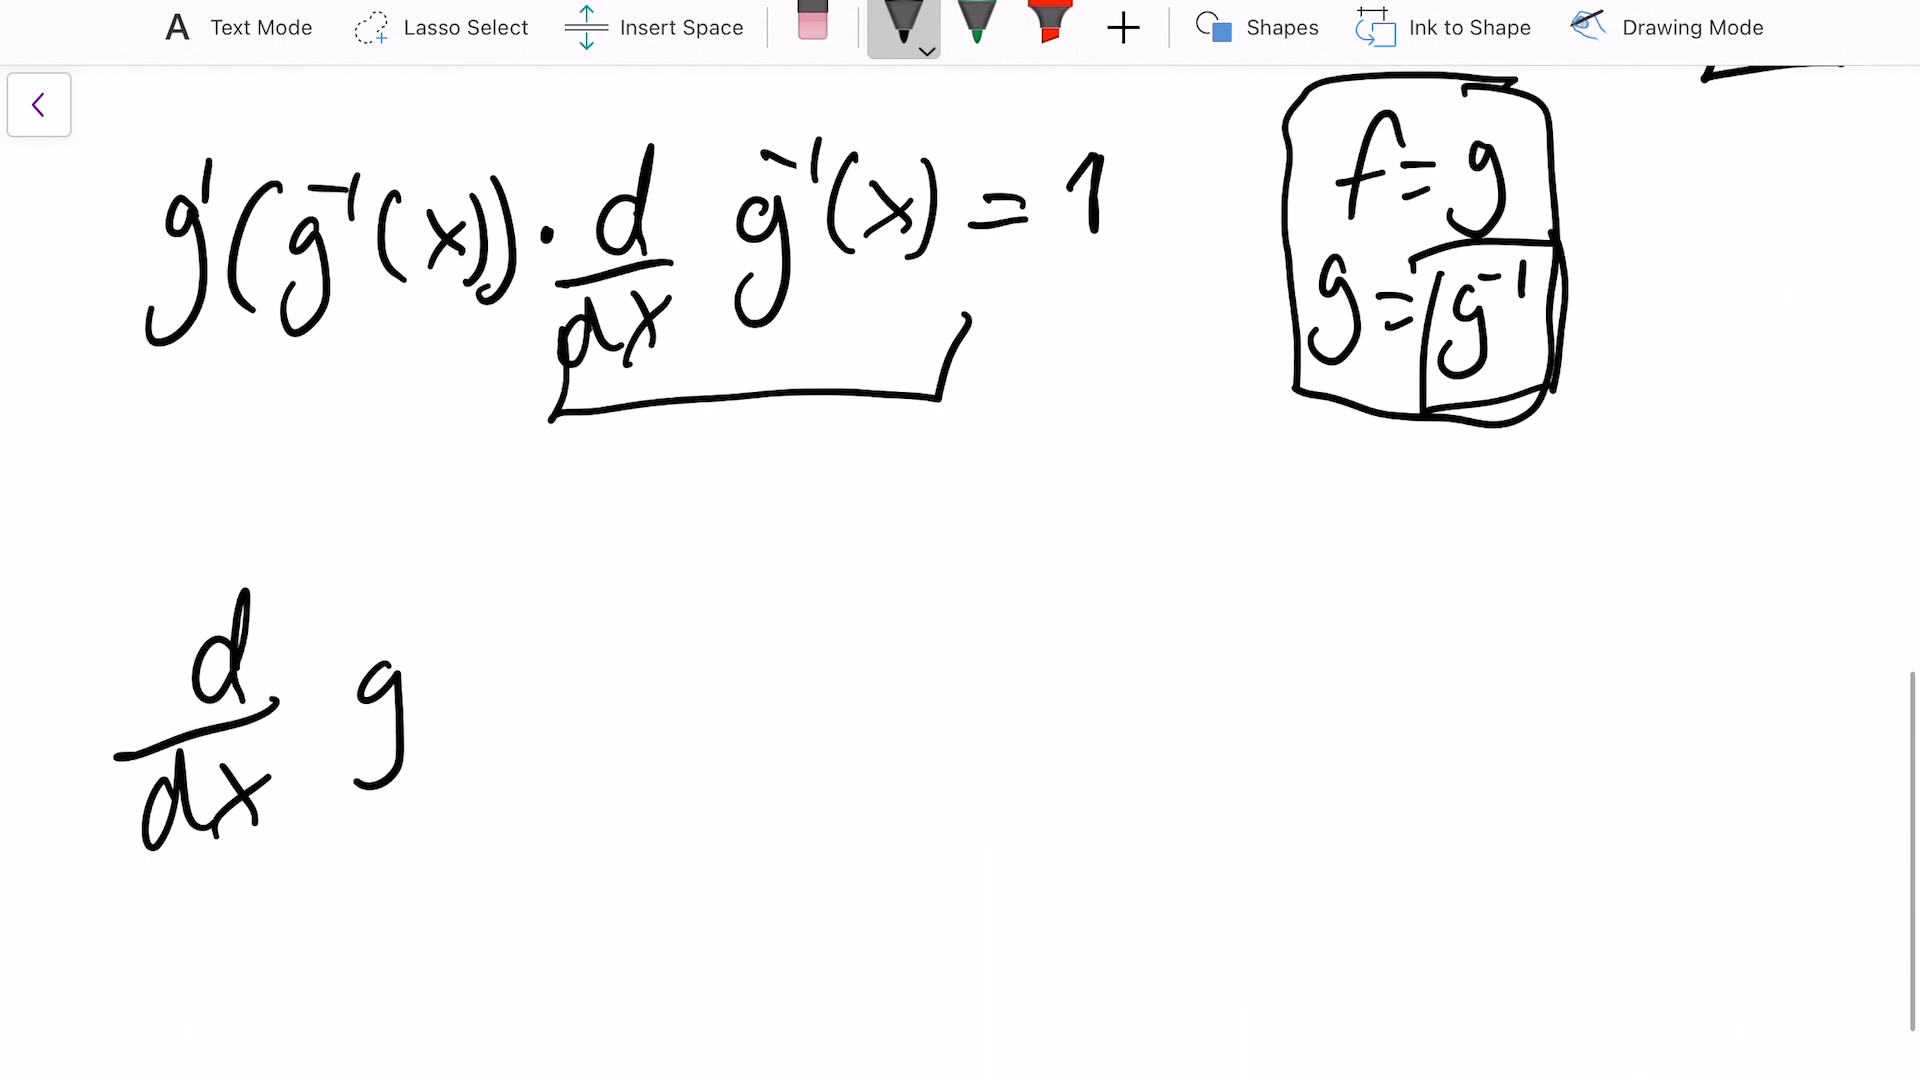 A Text Mode Lasso Select Insert Space Shapes Ink to Shape Drawing Mode
g'(g⁻¹(x)) · d/dx g⁻¹(x) = 1
f = g
g = g⁻¹
d/dx g